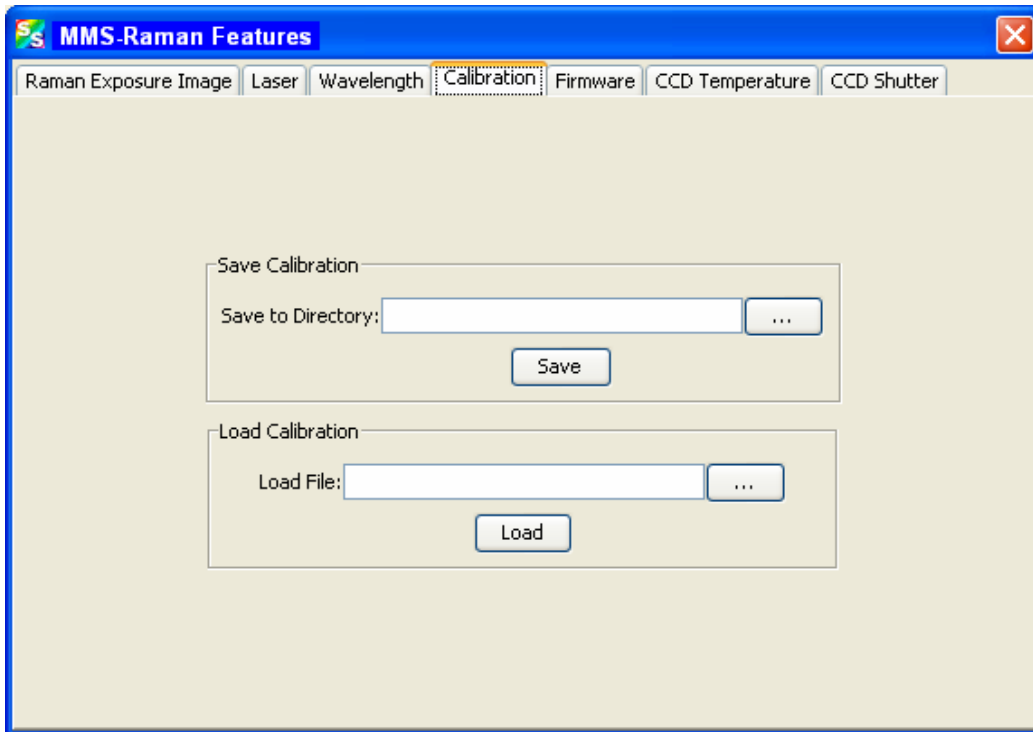 SS MMS-Raman Features
Raman Exposure Image Laser Wavelength Calibration Firmware CCD Temperature CCD Shutter
Save Calibration
Save to Directory: ...
Save
Load Calibration
Load File: ...
Load